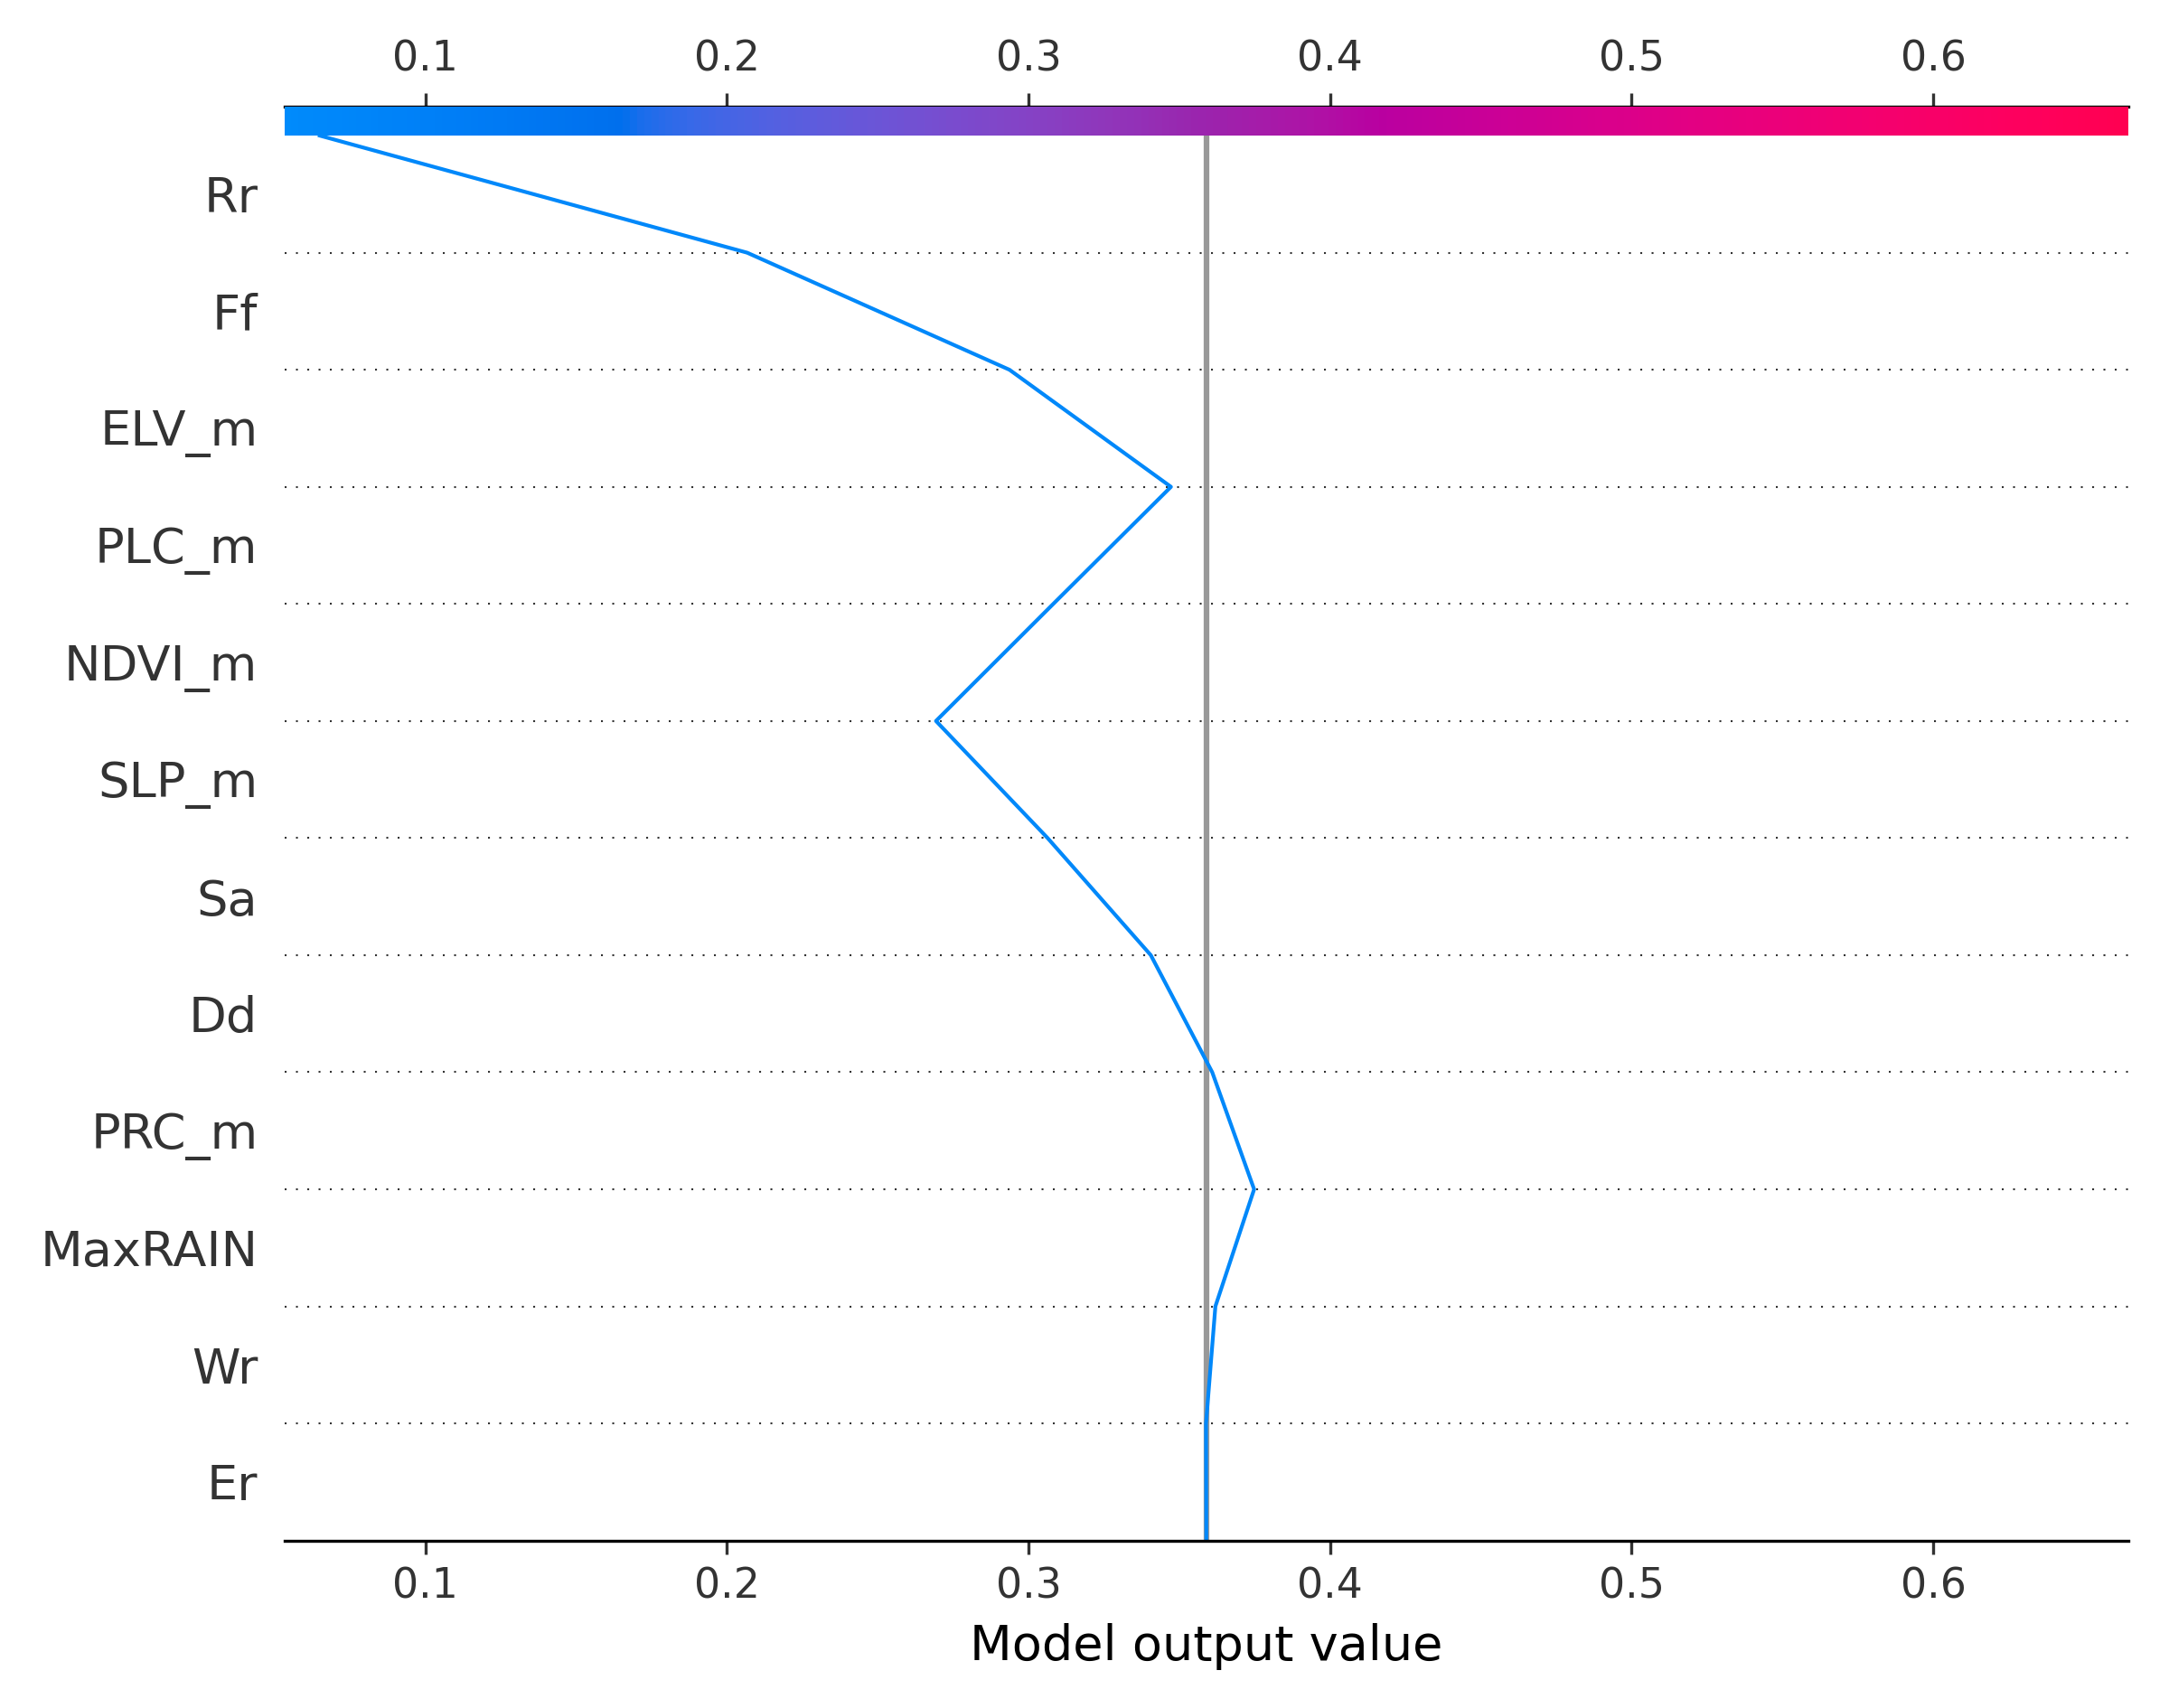 0.1 0.2 0.3 0.4 0.5 0.6
Rr
Ff
ELV_m
PLC_m
NDVI_m
SLP_m
Sa
Dd
PRC_m
MaxRAIN
Wr
Er
0.1 0.2 0.3 0.4 0.5 0.6
Model output value